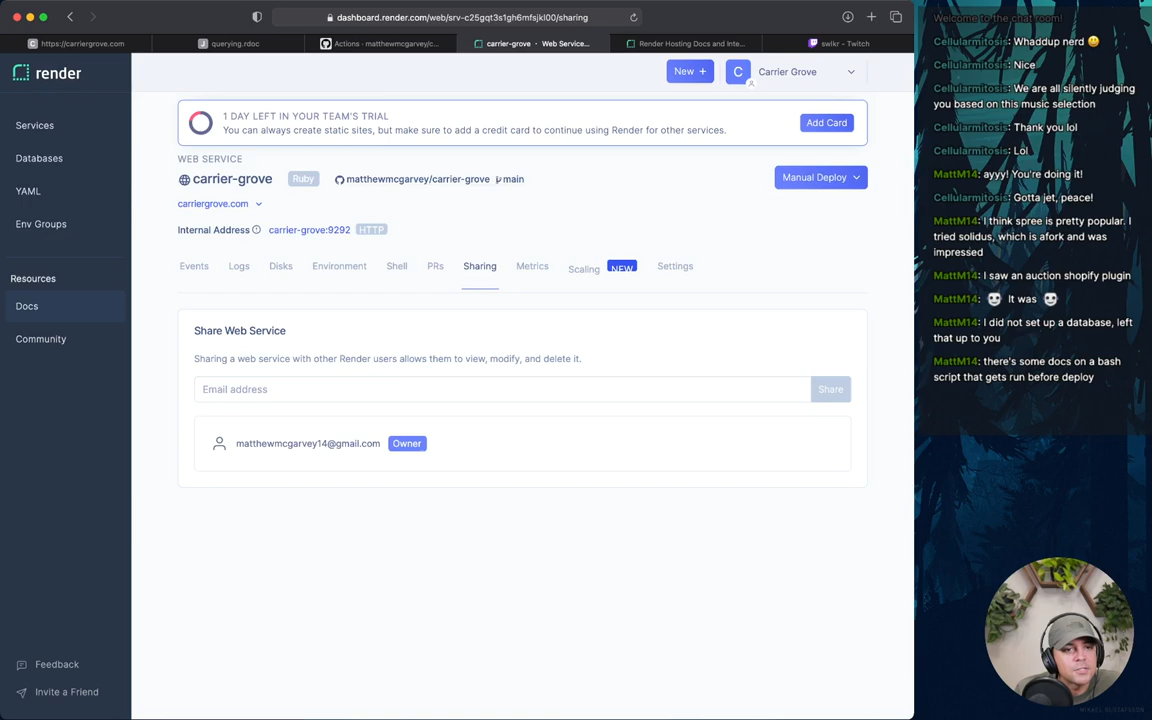 dashboard.render.com/web/srv-c25gqt3s1gh6mfsjkl00/sharing
https://carriergrove.com
querying.rdoc
Actions · matthewmcgarvey/c...
carrier-grove · Web Service...
Render Hosting Docs and Inte...
swlkr - Twitch
render
New +
C
Carrier Grove
Services
Databases
YAML
Env Groups
Resources
Docs
Community
Feedback
Invite a Friend
1 DAY LEFT IN YOUR TEAM'S TRIAL
You can always create static sites, but make sure to add a credit card to continue using Render for other services.
Add Card
WEB SERVICE
carrier-grove
Ruby
matthewmcgarvey/carrier-grove
main
Manual Deploy
carriergrove.com
Internal Address
carrier-grove:9292
HTTP
Events
Logs
Disks
Environment
Shell
PRs
Sharing
Metrics
Scaling
NEW
Settings
Share Web Service
Sharing a web service with other Render users allows them to view, modify, and delete it.
Email address
Share
matthewmcgarvey14@gmail.com
Owner
Welcome to the chat room!
Cellularmitosis: Whaddup nerd
Cellularmitosis: Nice
Cellularmitosis: We are all silently judging
you based on this music selection
Cellularmitosis: Thank you lol
Cellularmitosis: Lol
MattM14: ayyy! You're doing it!
Cellularmitosis: Gotta jet, peace!
MattM14: I think spree is pretty popular. I
tried solidus, which is afork and was
impressed
MattM14: I saw an auction shopify plugin
MattM14: It was
MattM14: I did not set up a database, left
that up to you
MattM14: there's some docs on a bash
script that gets run before deploy
MIKAEL GUSTAFSSON